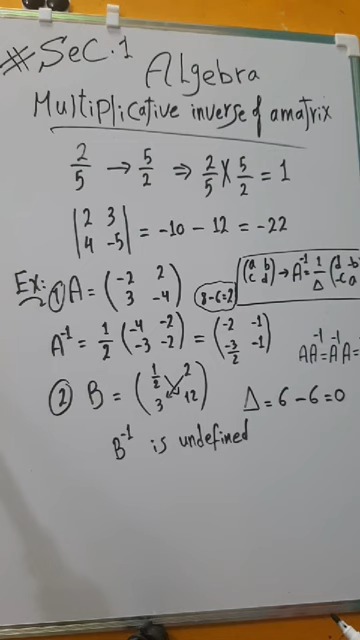 #Sec.1
Algebra
Multiplicative inverse of a matrix
2/5 → 5/2 ⇒ 2/5 × 5/2 = 1
|2 3; 4 -5| = -10 - 12 = -22
Ex: ① A = (-2 2; 3 -4) 8-6=2 (a b; c d) → A⁻¹ = 1/Δ (d b; -c a
A⁻¹ = 1/2 (-4 -2; -3 -2) = (-2 -1; -3/2 -1) AA⁻¹ = A⁻¹A =
② B = (1/2 2; 3 12) Δ = 6 - 6 = 0
B⁻¹ is undefined